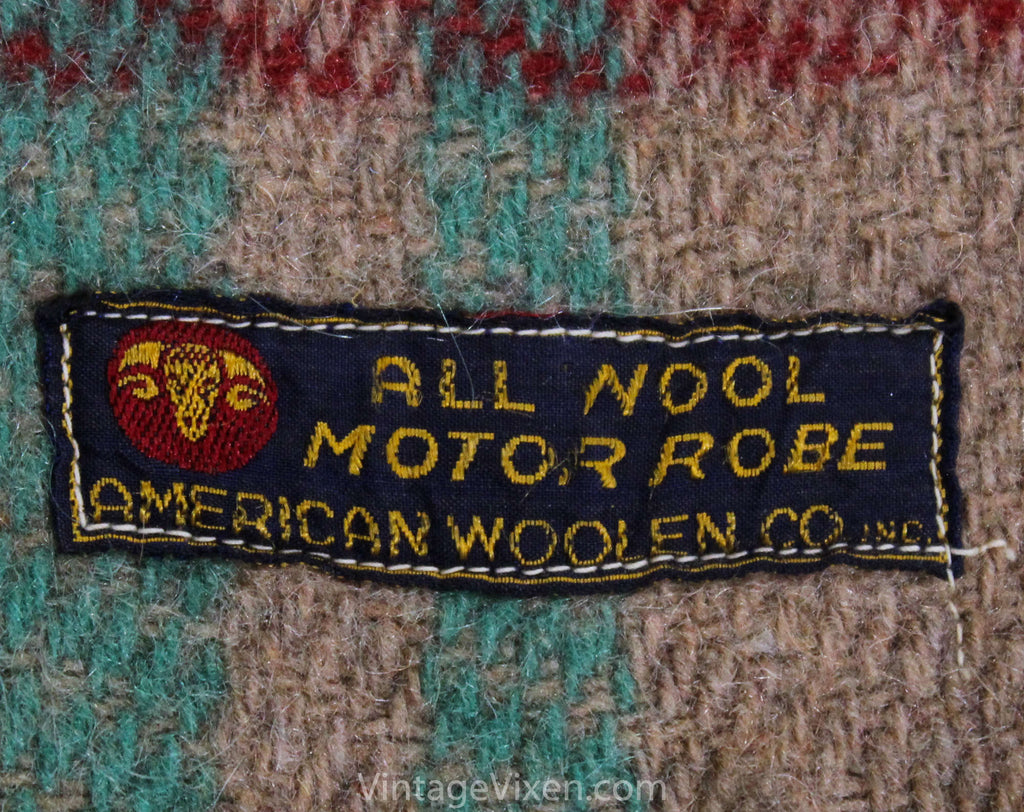 ALL WOOL
MOTOR ROBE
AMERICAN WOOLEN CO. INC.
VintageVixen.com